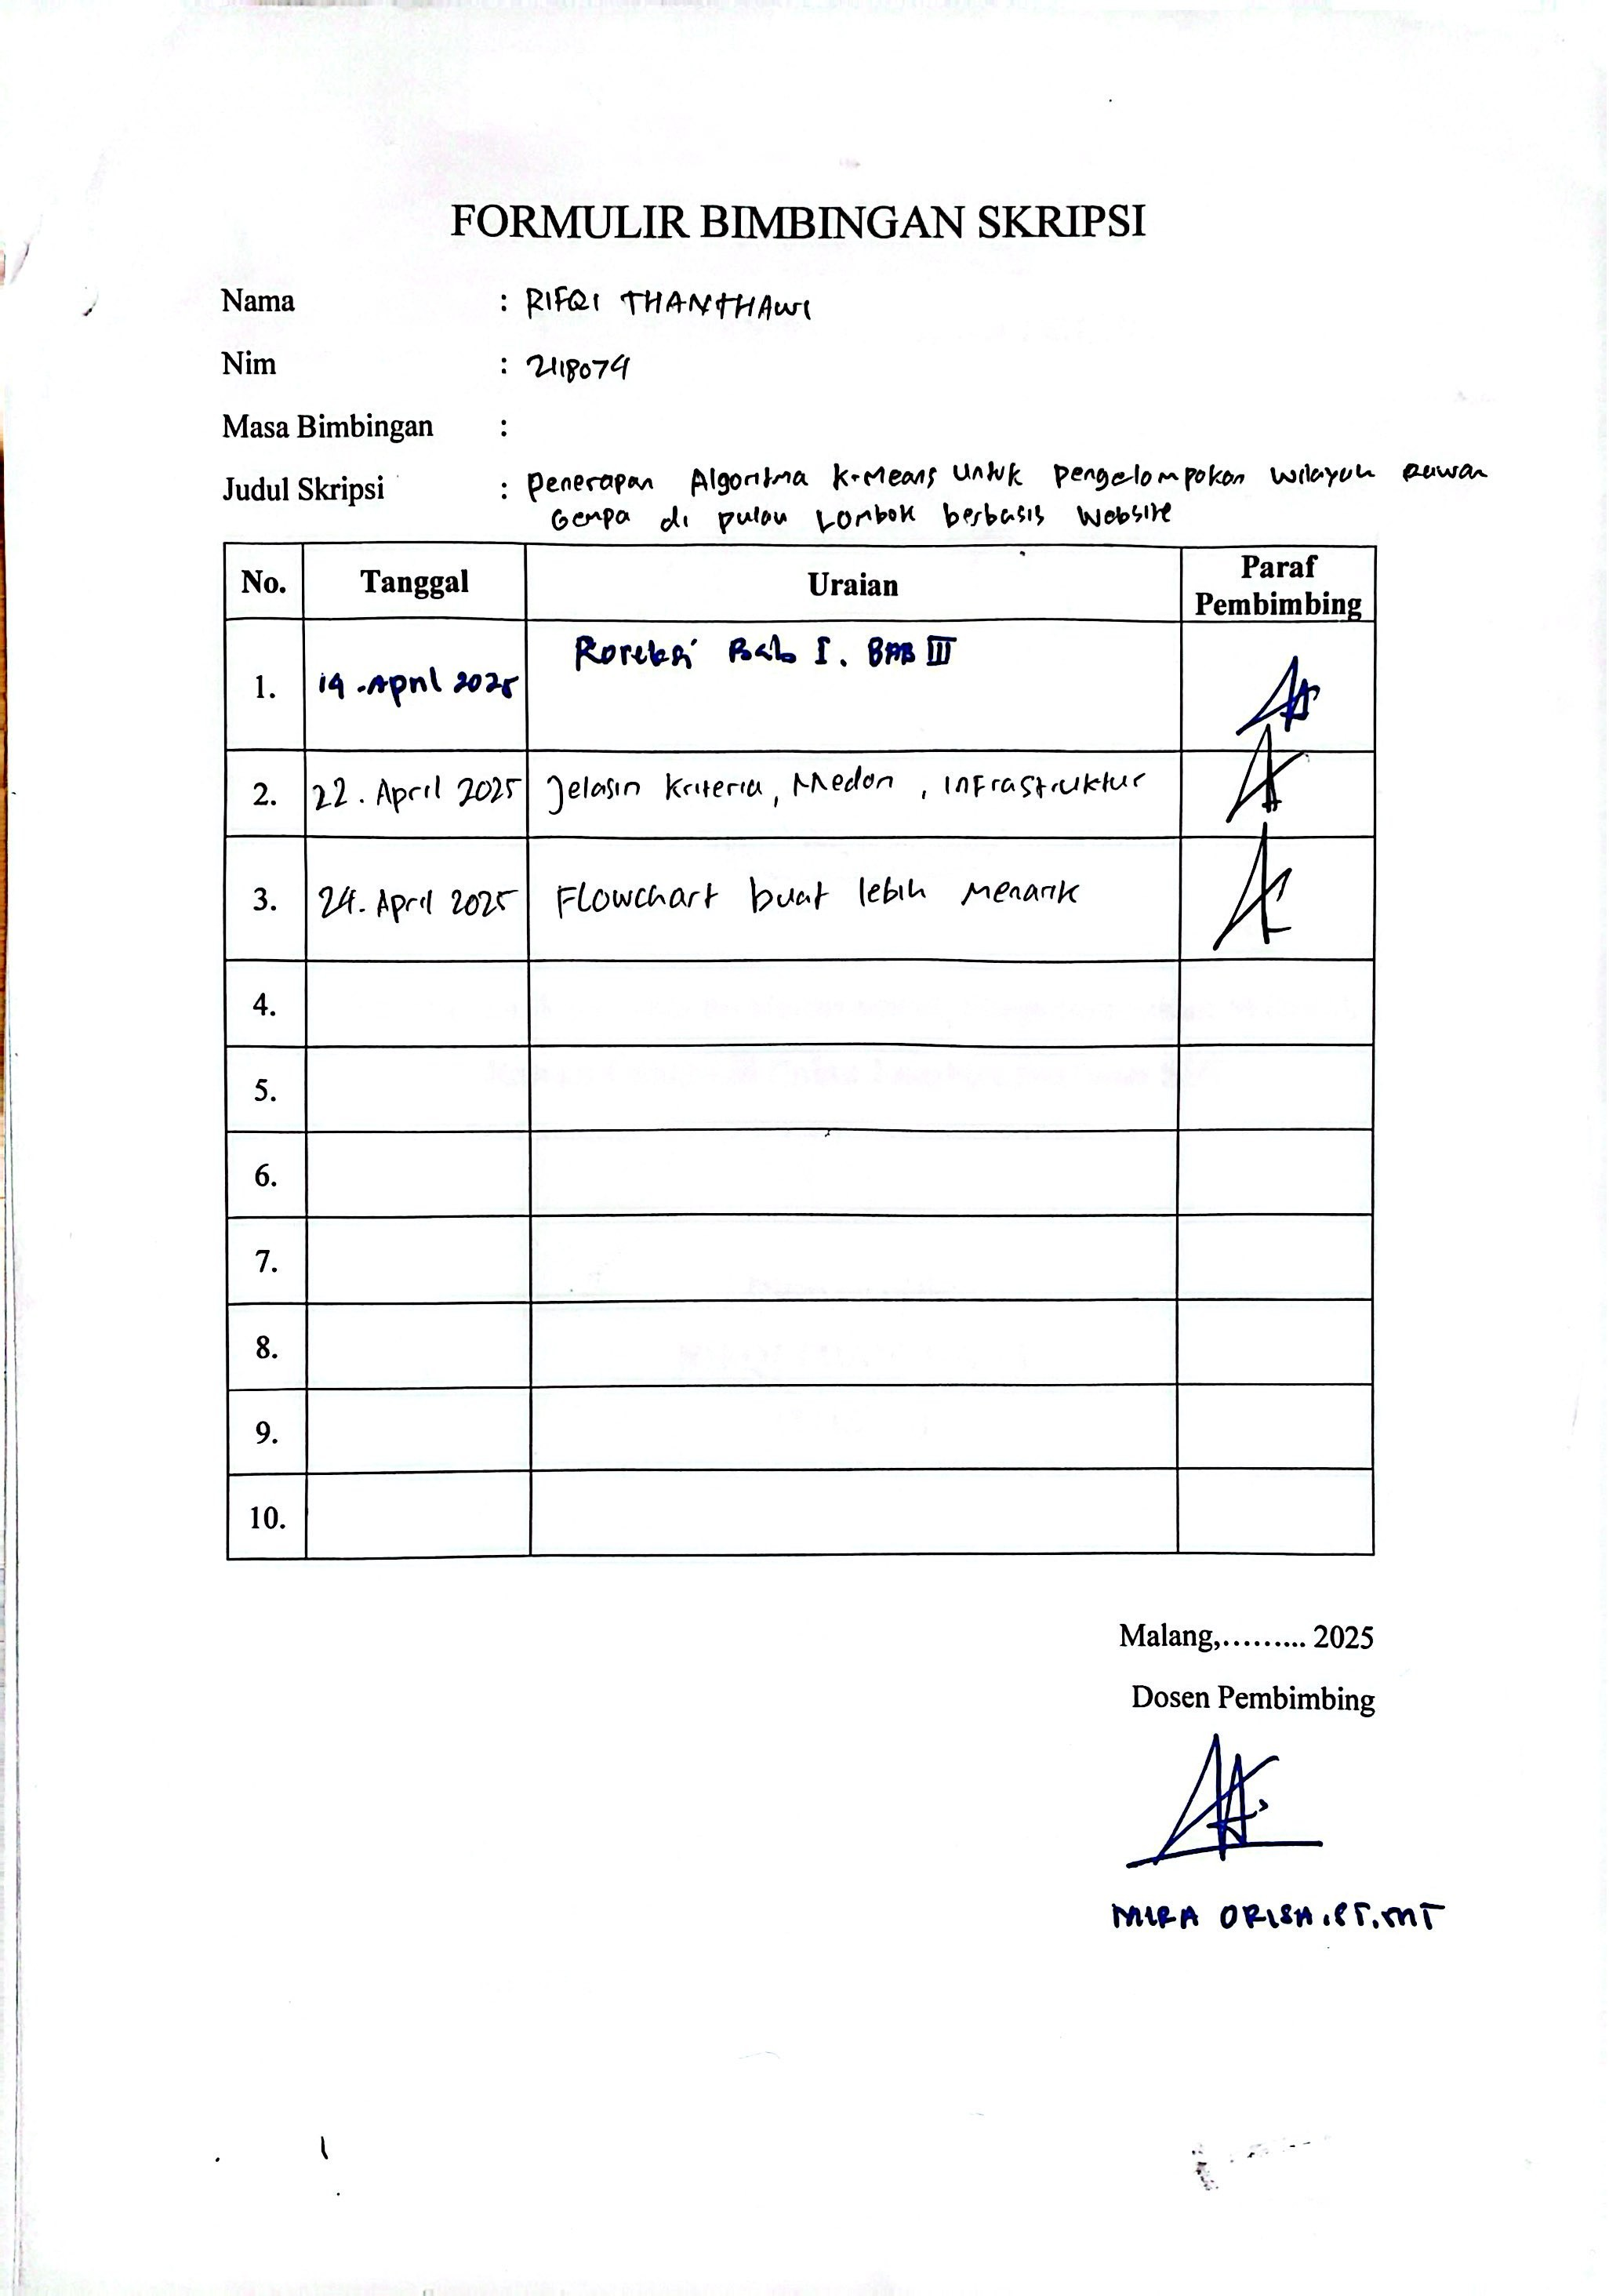 FORMULIR BIMBINGAN SKRIPSI
Nama : RIFQI THANTHAWI
Nim : 2118074
Masa Bimbingan :
Judul Skripsi : Penerapan Algoritma K-Means Untuk Pengelompokan Wilayah Rawan
Gempa di pulau Lombok berbasis Website
No. Tanggal Uraian Paraf Pembimbing
1. 19 April 2025 Koreksi Bab I. BAB III
2. 22. April 2025 Jelasin Kriteria, Medan, Infrastruktur
3. 24. April 2025 Flowchart buat lebih Menarik
4.
5.
6.
7.
8.
9.
10.
Malang,......... 2025
Dosen Pembimbing
MIRA ORISA.ST.MT